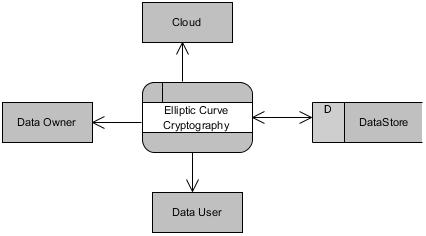 Cloud
Elliptic Curve
Cryptography
Data Owner
D
DataStore
Data User